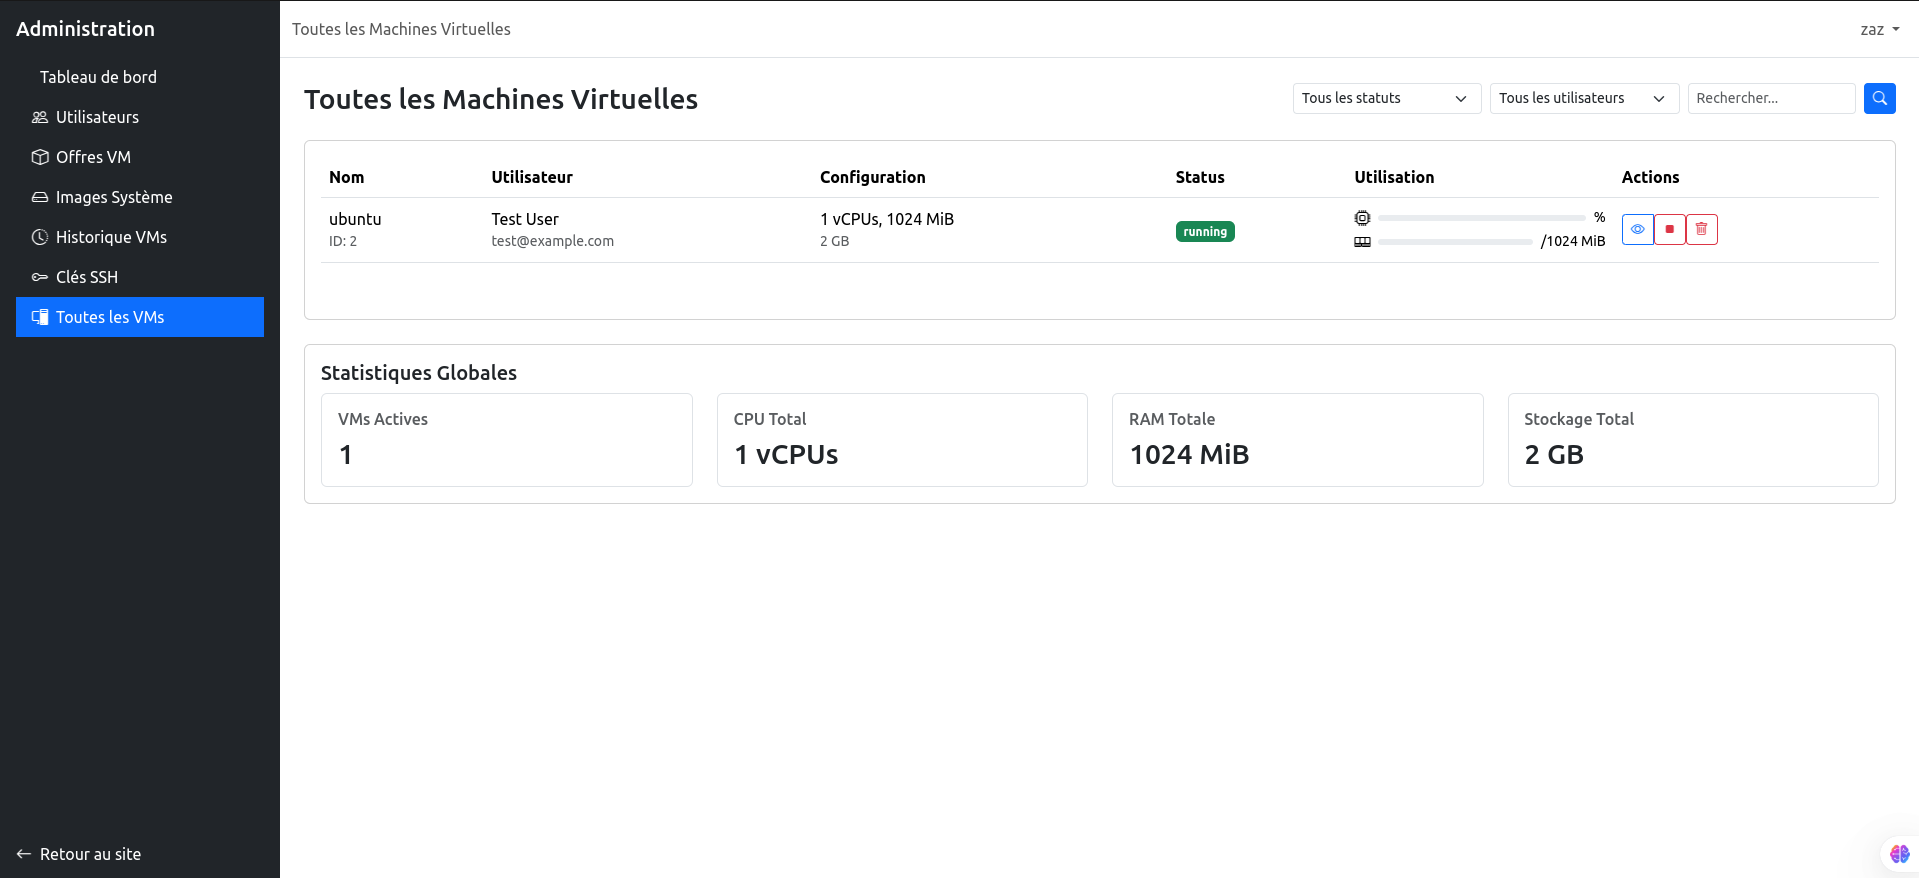 Administration
Tableau de bord
Utilisateurs
Offres VM
Images Système
Historique VMs
Clés SSH
Toutes les VMs
Retour au site
Toutes les Machines Virtuelles
zaz
Toutes les Machines Virtuelles
Tous les statuts
Tous les utilisateurs
Rechercher...
Nom Utilisateur Configuration Status Utilisation Actions
ubuntu Test User 1 vCPUs, 1024 MiB running %
ID: 2 test@example.com 2 GB /1024 MiB
Statistiques Globales
VMs Actives
1
CPU Total
1 vCPUs
RAM Totale
1024 MiB
Stockage Total
2 GB